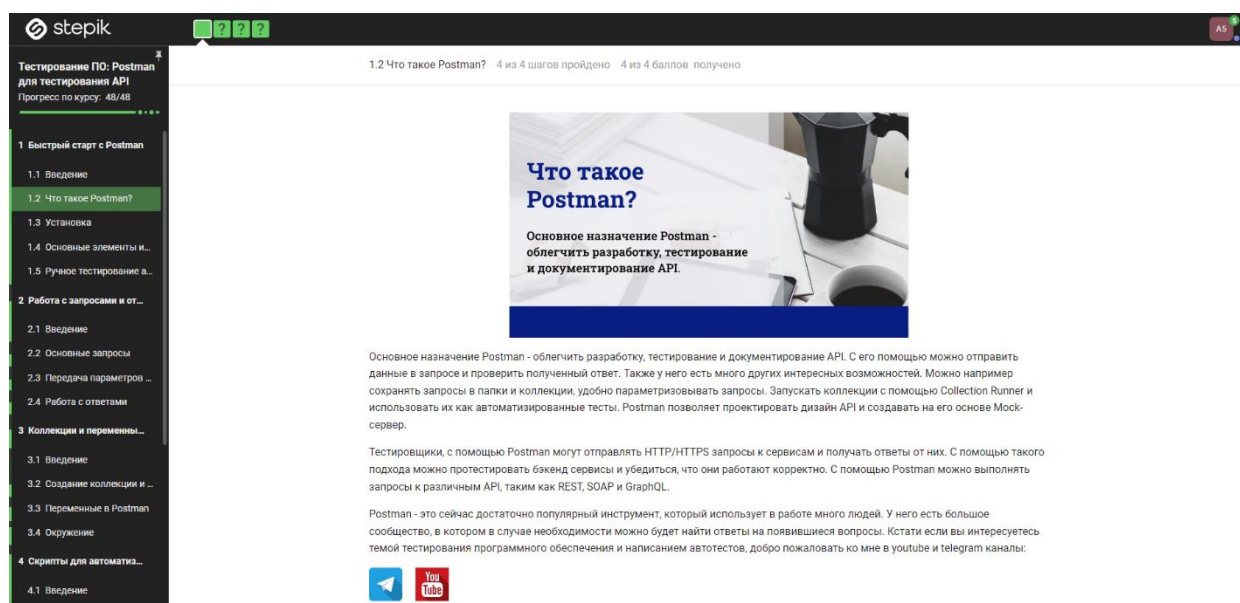 stepik
? ? ?
A5
5
Тестирование ПО: Postman
для тестирования API
Прогресс по курсу: 48/48
1 Быстрый старт с Postman
1.1 Введение
1.2 Что такое Postman?
1.3 Установка
1.4 Основные элементы и...
1.5 Ручное тестирование а...
2 Работа с запросами и от...
2.1 Введение
2.2 Основные запросы
2.3 Передача параметров ...
2.4 Работа с ответами
3 Коллекции и переменны...
3.1 Введение
3.2 Создание коллекции и ...
3.3 Переменные в Postman
3.4 Окружение
4 Скрипты для автоматиз...
4.1 Введение
1.2 Что такое Postman? 4 из 4 шагов пройдено 4 из 4 баллов получено
Что такое
Postman?
Основное назначение Postman -
облегчить разработку, тестирование
и документирование API.
Основное назначение Postman - облегчить разработку, тестирование и документирование API. С его помощью можно отправить
данные в запросе и проверить полученный ответ. Также у него есть много других интересных возможностей. Можно например
сохранять запросы в папки и коллекции, удобно параметризовывать запросы. Запускать коллекции с помощью Collection Runner и
использовать их как автоматизированные тесты. Postman позволяет проектировать дизайн API и создавать на его основе Mock-
сервер.
Тестировщики, с помощью Postman могут отправлять HTTP/HTTPS запросы к сервисам и получать ответы от них. С помощью такого
подхода можно протестировать бэкенд сервисы и убедиться, что они работают корректно. С помощью Postman можно выполнять
запросы к различным API, таким как REST, SOAP и GraphQL.
Postman - это сейчас достаточно популярный инструмент, который использует в работе много людей. У него есть большое
сообщество, в котором в случае необходимости можно будет найти ответы на появившиеся вопросы. Кстати если вы интересуетесь
темой тестирования программного обеспечения и написанием автотестов, добро пожаловать ко мне в youtube и telegram каналы:
You
Tube